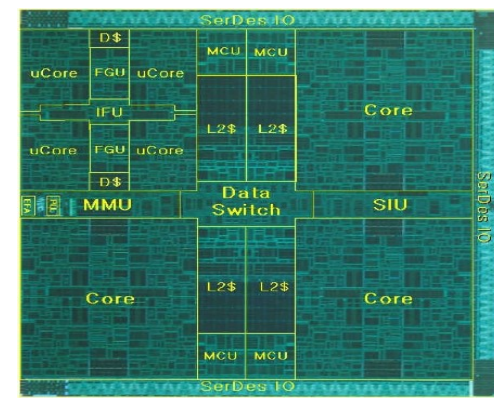 SerDes IO
D$
MCU MCU
uCore FGU uCore
Core
IFU
L2$ L2$
uCore FGU uCore
D$
EFA
MMU
Data
Switch
SIU
SerDes IO
L2$ L2$
Core
Core
MCU MCU
SerDes IO